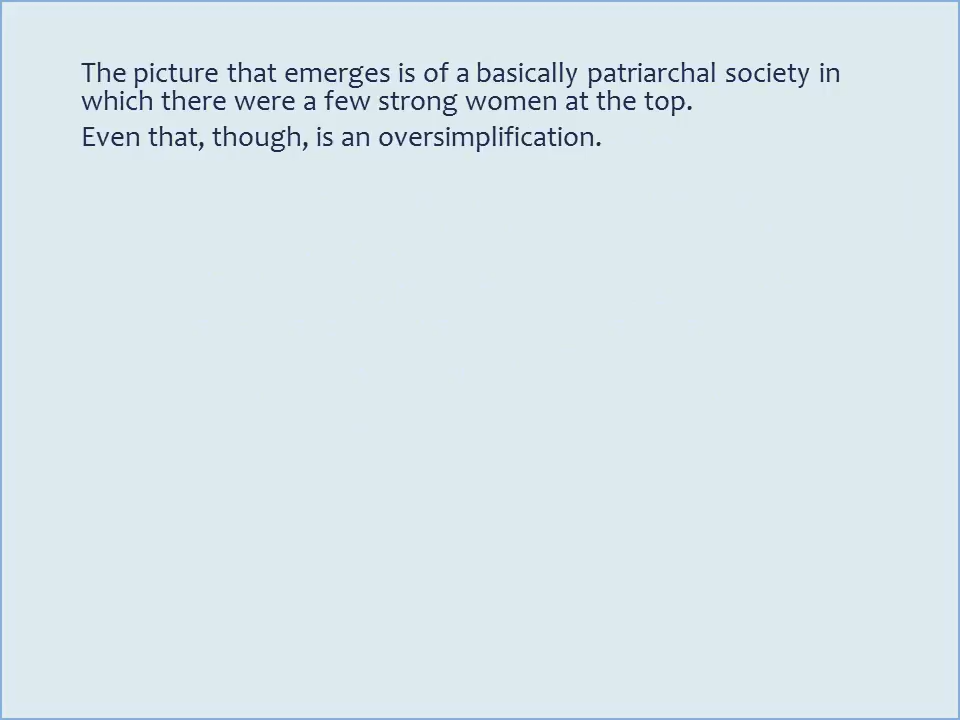 The picture that emerges is of a basically patriarchal society in
which there were a few strong women at the top.
Even that, though, is an oversimplification.